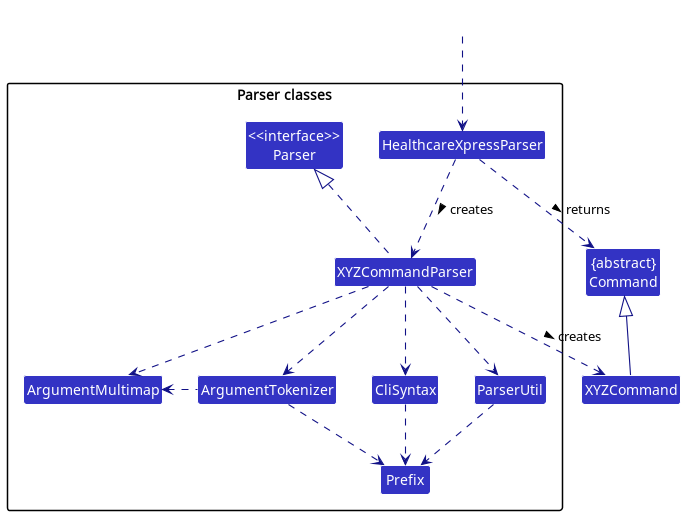 Parser classes
<<interface>>
Parser
HealthcareXpressParser
creates
returns
XYZCommandParser
{abstract}
Command
creates
ArgumentMultimap
ArgumentTokenizer
CliSyntax
ParserUtil
XYZCommand
Prefix